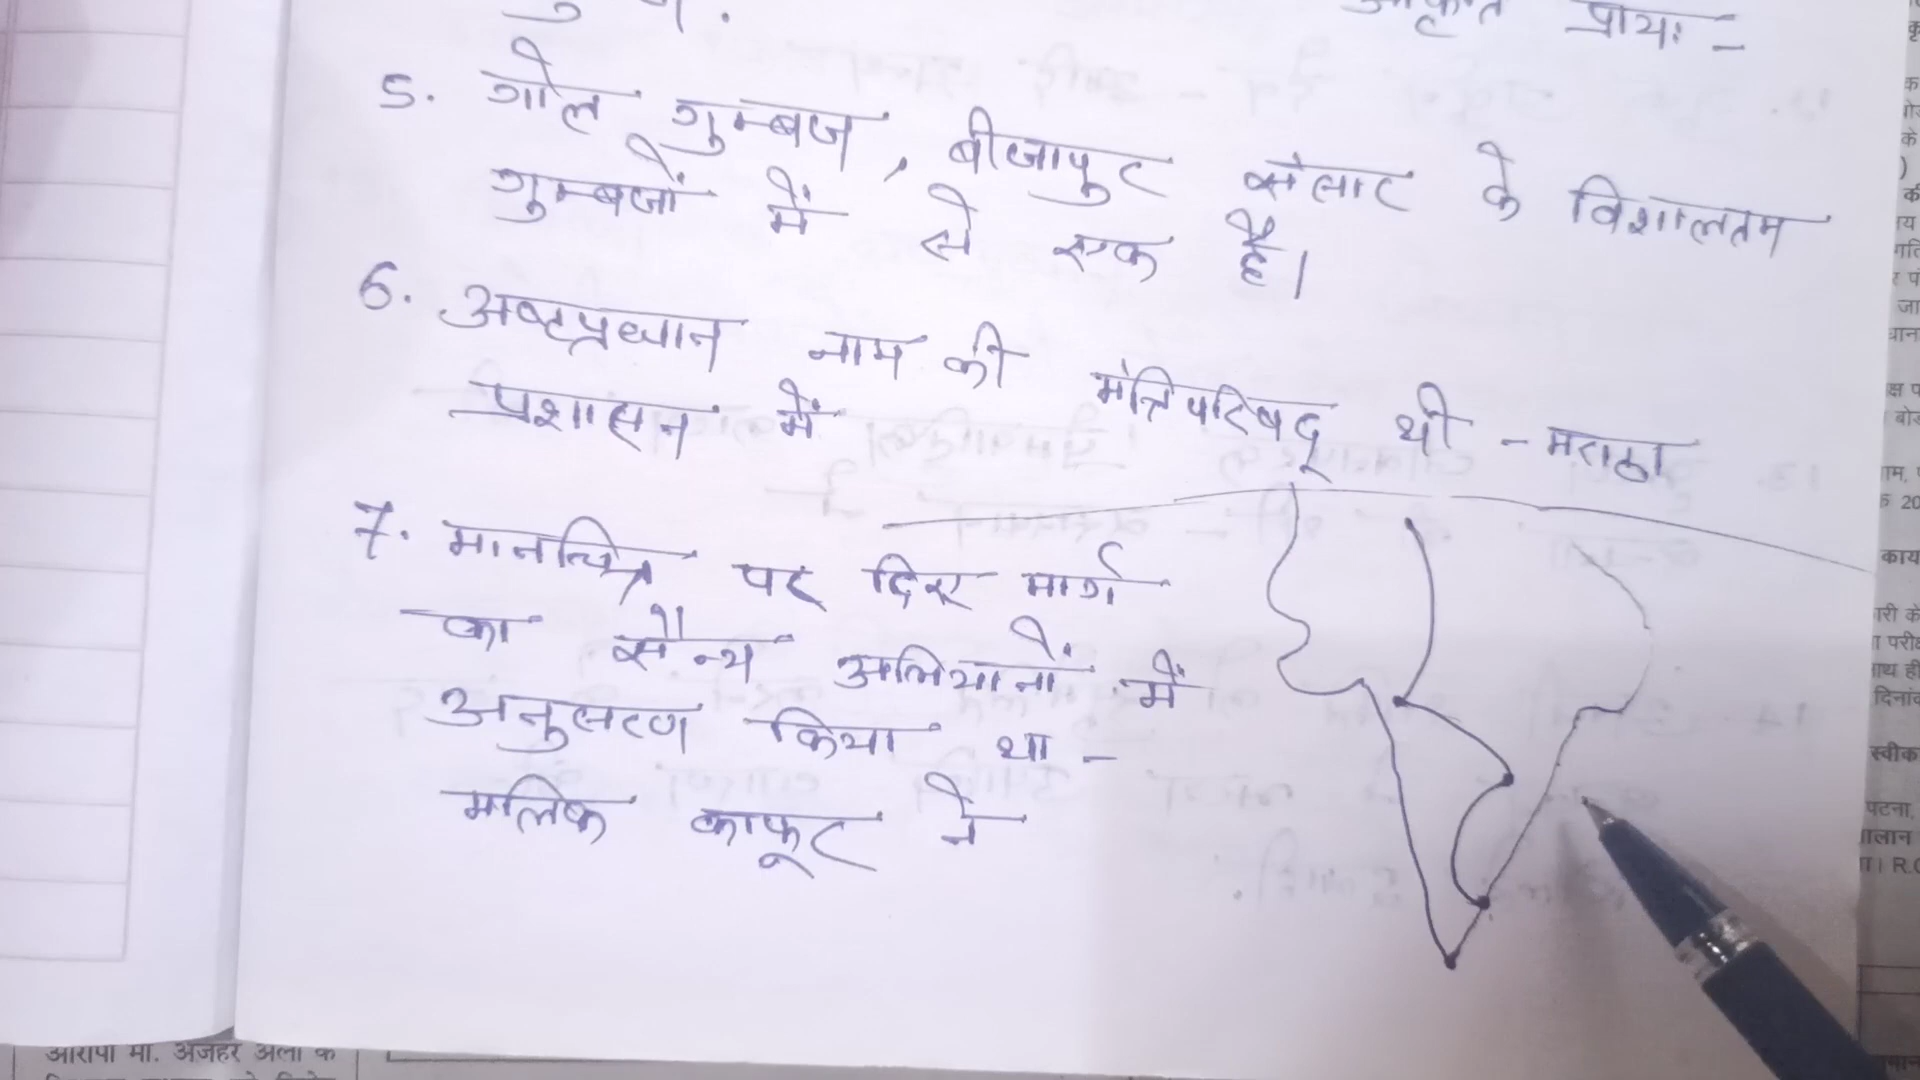 प्रायः -
5. गोल गुम्बज, बीजापुर संसार के विशालतम
गुम्बजों में से एक है।
6. अष्टप्रधान नाम की मंत्रिपरिषद् थी - मराठा
प्रशासन में
7. मानचित्र पर दिए मार्ग
का सैन्य अभियानों में
अनुसरण किया था -
मलिक काफूर ने